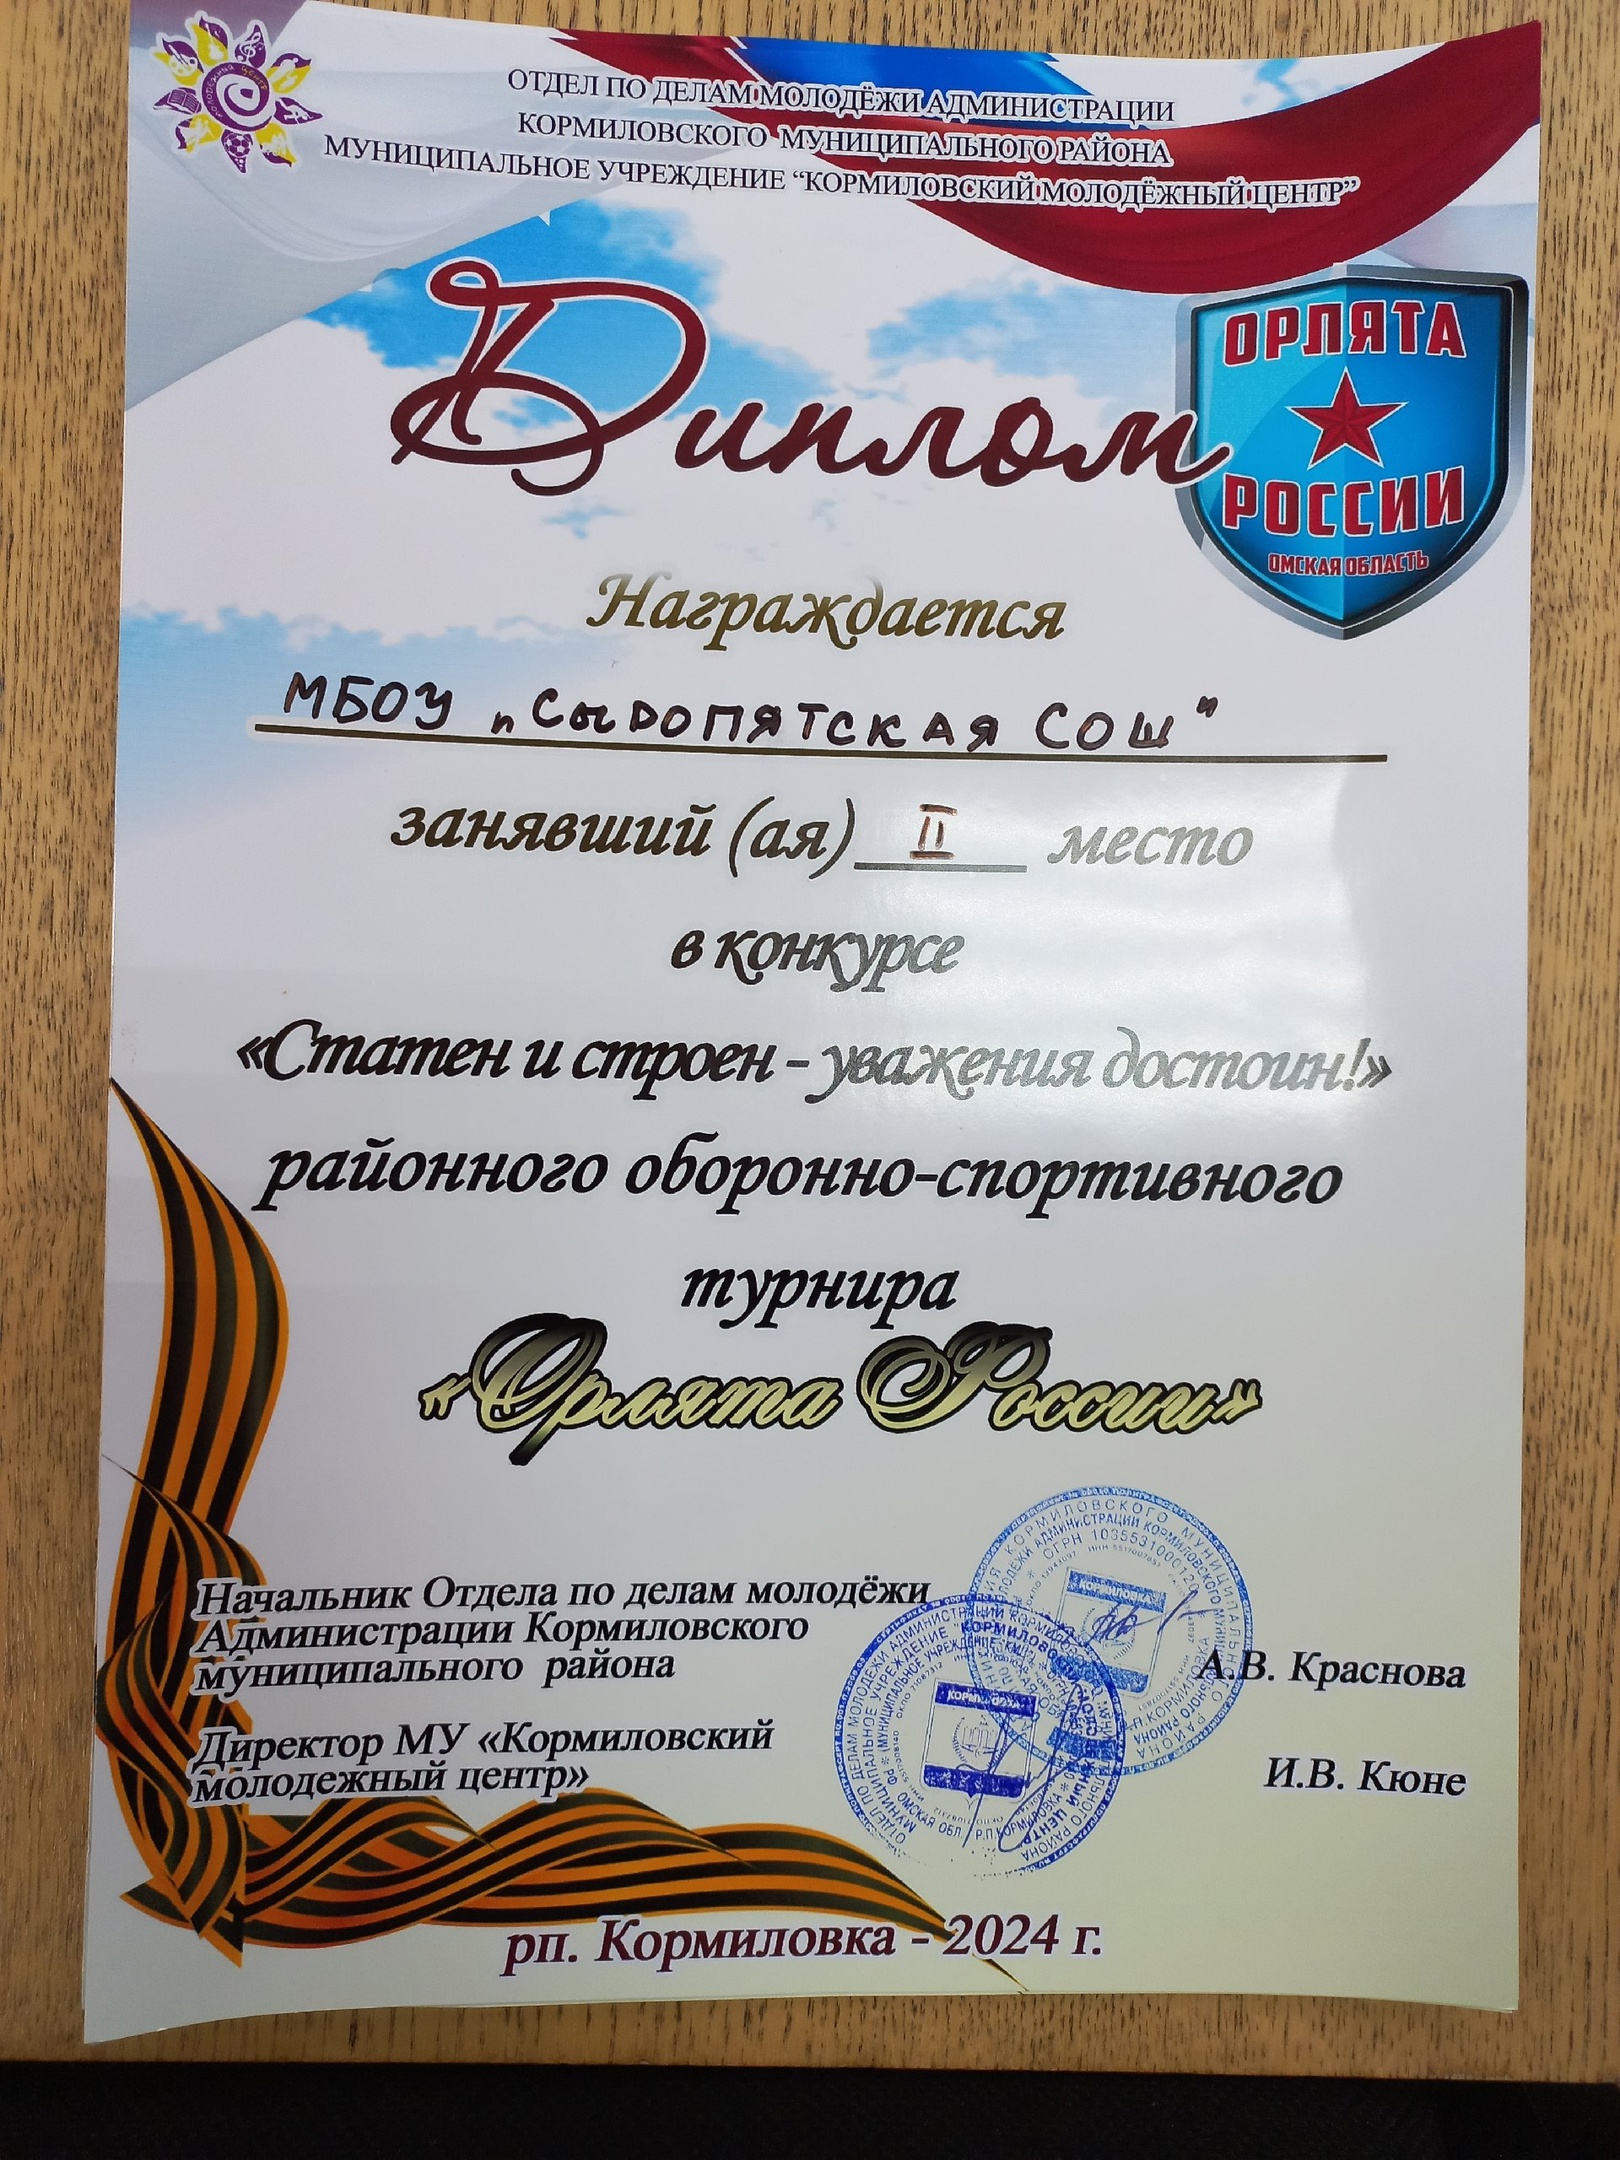 ОТДЕЛ ПО ДЕЛАМ МОЛОДЁЖИ АДМИНИСТРАЦИИ
КОРМИЛОВСКОГО МУНИЦИПАЛЬНОГО РАЙОНА
МУНИЦИПАЛЬНОЕ УЧРЕЖДЕНИЕ “КОРМИЛОВСКИЙ МОЛОДЁЖНЫЙ ЦЕНТР”
Диплом
ОРЛЯТА
РОССИИ
ОМСКАЯ ОБЛАСТЬ
Награждается
МБОУ „Сыропятская СОШ"
занявший (ая) II место
в конкурсе
«Статен и строен - уважения достоин!»
районного оборонно-спортивного
турнира
«Орлята России»
Начальник Отдела по делам молодёжи
Администрации Кормиловского
муниципального района
А.В. Краснова
Директор МУ «Кормиловский
молодежный центр»
И.В. Кюне
рп. Кормиловка - 2024 г.